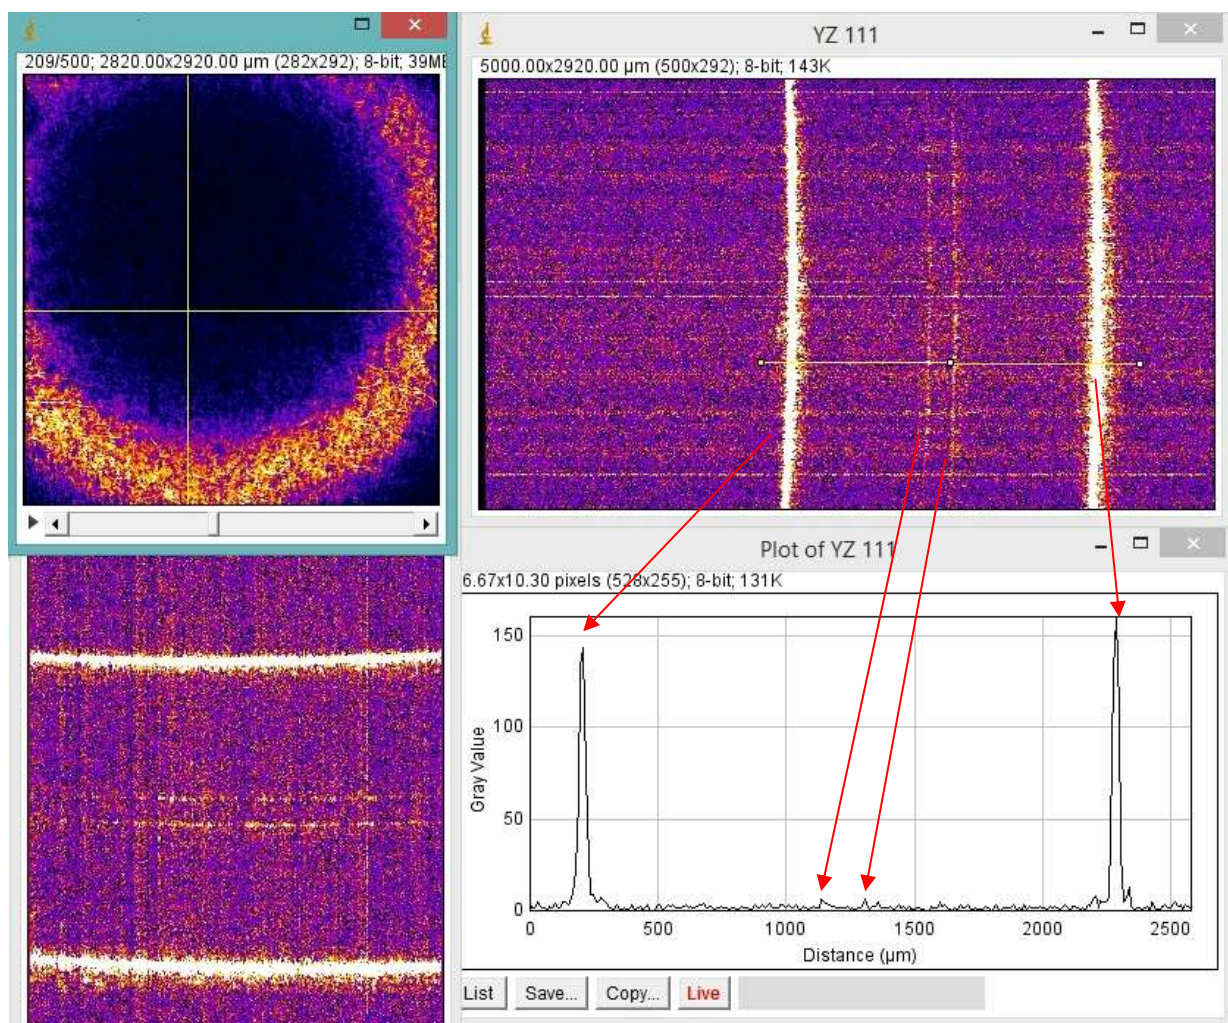 209/500; 2820.00x2920.00 µm (282x292); 8-bit; 39M
YZ 111
5000.00x2920.00 µm (500x292); 8-bit; 143K
Plot of YZ 111
6.67x10.30 pixels (528x255); 8-bit; 131K
150
100
50
0
Gray Value
0 500 1000 1500 2000 2500
Distance (µm)
List Save... Copy... Live